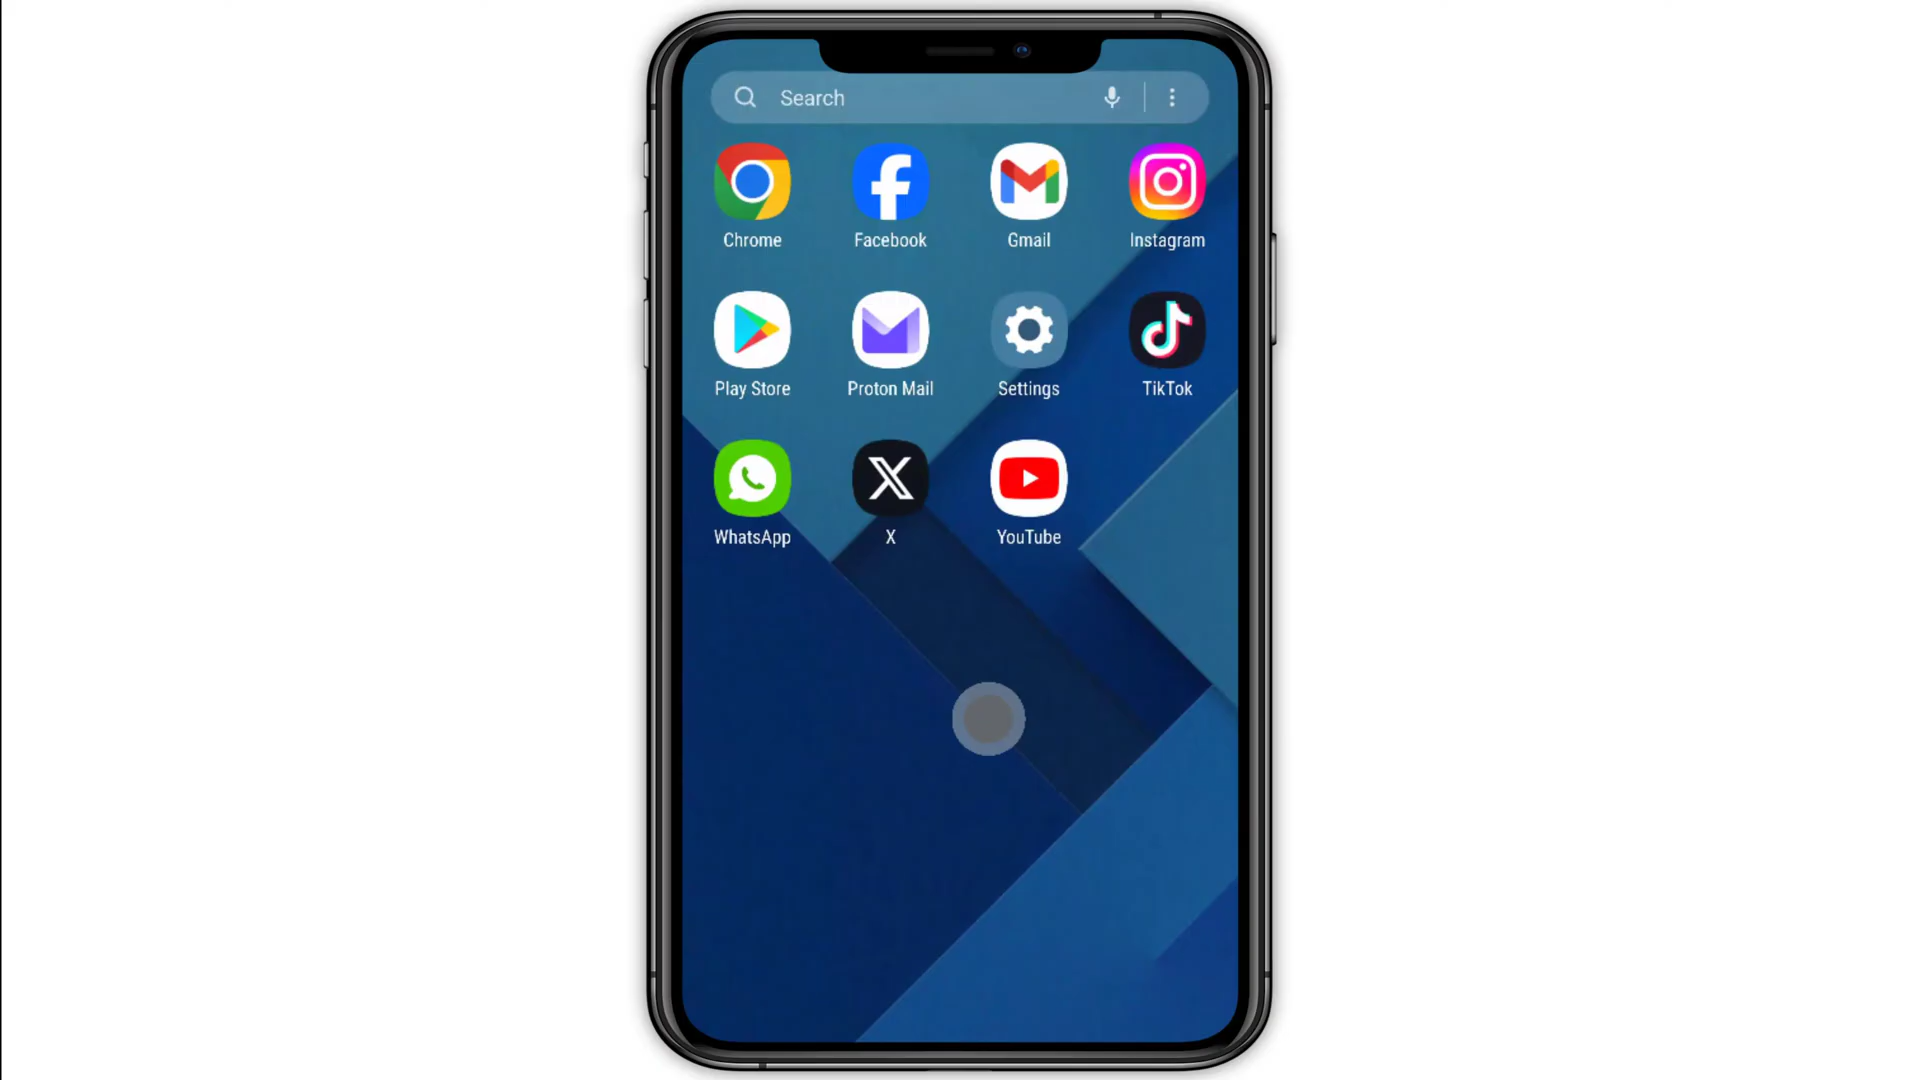 Search
Chrome
Facebook
Gmail
Instagram
Play Store
Proton Mail
Settings
TikTok
WhatsApp
X
YouTube